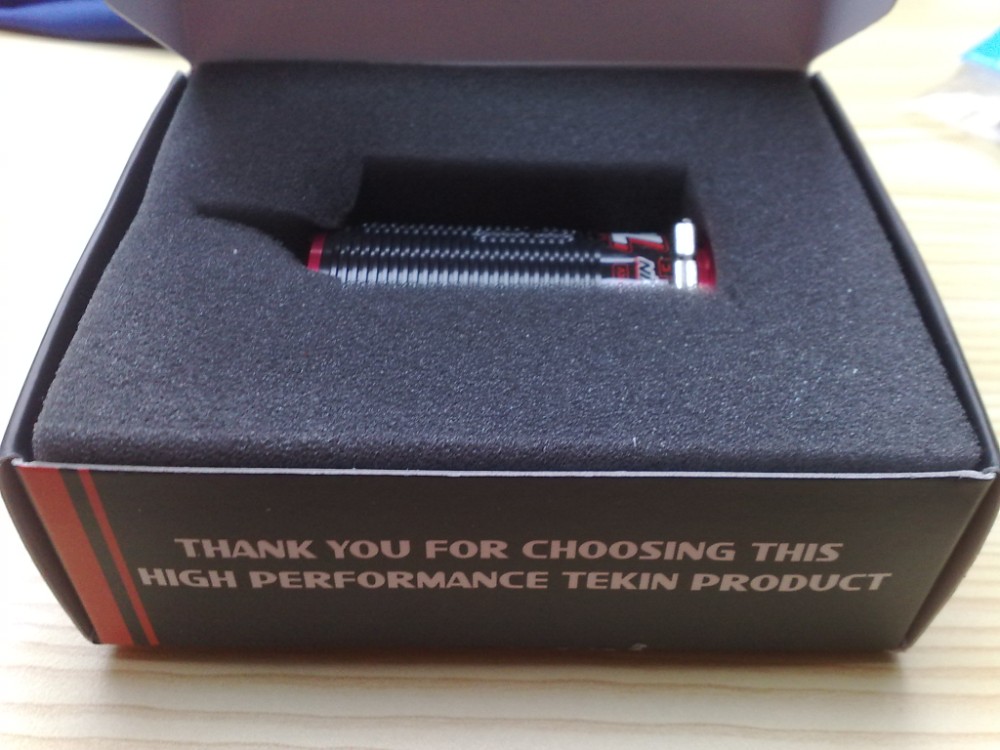 THANK YOU FOR CHOOSING THIS
HIGH PERFORMANCE TEKIN PRODUCT